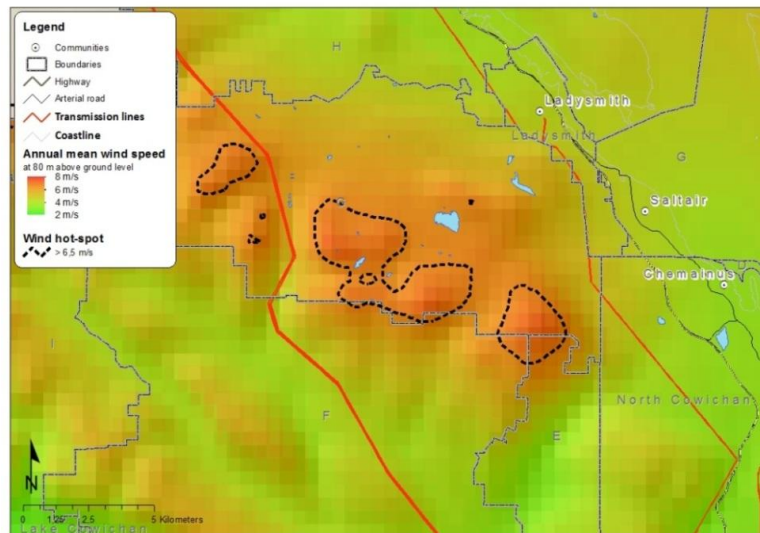 Legend
Communities
Boundaries
Highway
Arterial road
Transmission lines
Coastline
Annual mean wind speed
at 80 m above ground level
8 m/s
6 m/s
4 m/s
2 m/s
Wind hot-spot
> 6,5 m/s
H
Ladysmith
Ladysmith
G
G
Saltair
Chemainus
I
F
E
North Cowichan
N
0 1,25 2,5 5 Kilometers
Lake Cowichan